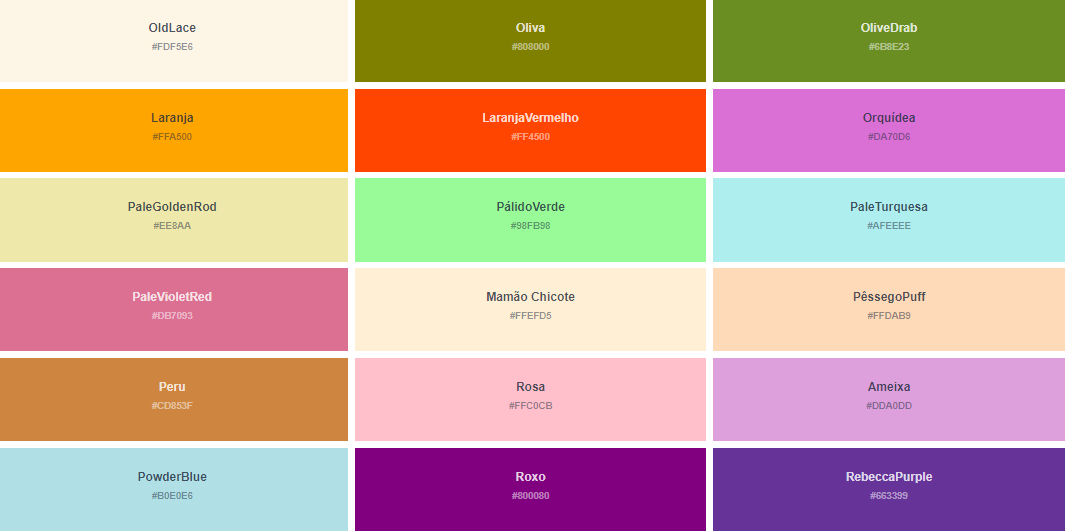 OldLace
#FDF5E6
Oliva
#808000
OliveDrab
#6B8E23
Laranja
#FFA500
LaranjaVermelho
#FF4500
Orquídea
#DA70D6
PaleGoldenRod
#EE8AA
PálidoVerde
#98FB98
PaleTurquesa
#AFEEEE
PaleVioletRed
#DB7093
Mamão Chicote
#FFEFD5
PêssegoPuff
#FFDAB9
Peru
#CD853F
Rosa
#FFC0CB
Ameixa
#DDA0DD
PowderBlue
#B0E0E6
Roxo
#800080
RebeccaPurple
#663399